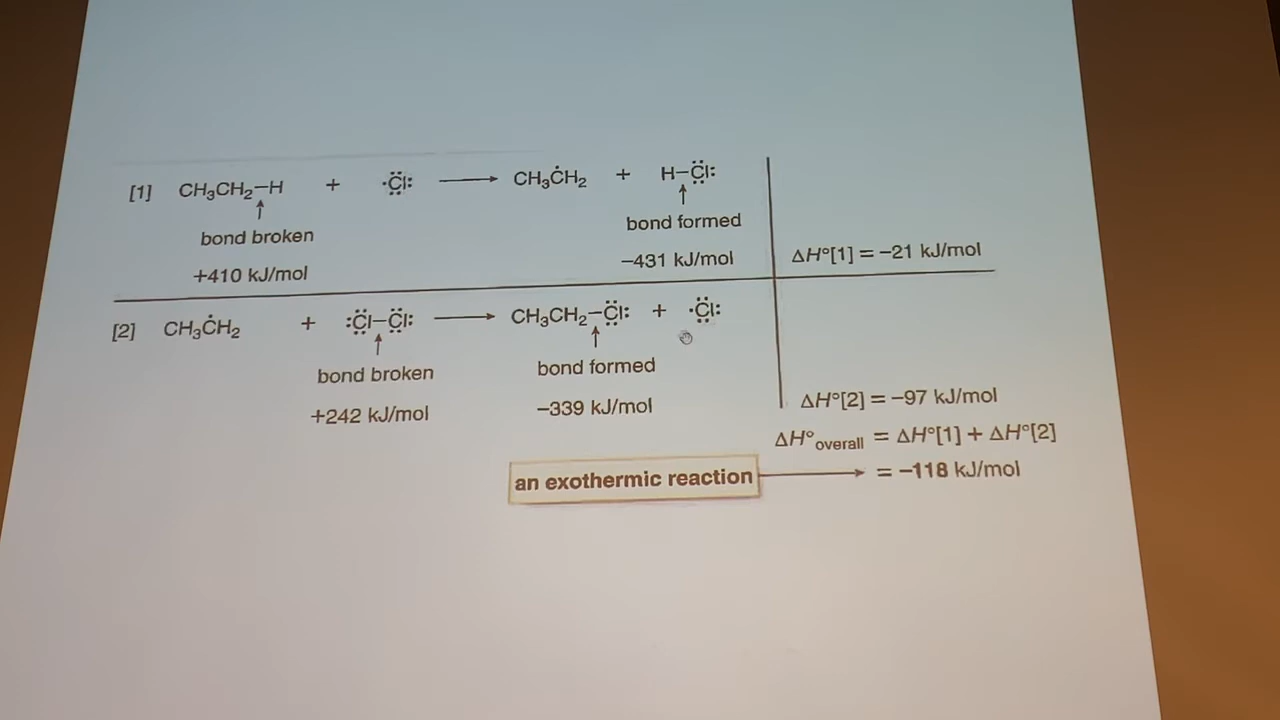 [1] CH₃CH₂–H + ·C̈l: ⟶ CH₃ĊH₂ + H–C̈l:
bond broken bond formed
+410 kJ/mol −431 kJ/mol ΔH°[1] = −21 kJ/mol
[2] CH₃ĊH₂ + :C̈l–C̈l: ⟶ CH₃CH₂–C̈l: + ·C̈l:
bond broken bond formed
+242 kJ/mol −339 kJ/mol ΔH°[2] = −97 kJ/mol
ΔH°overall = ΔH°[1] + ΔH°[2]
an exothermic reaction ⟶ = −118 kJ/mol